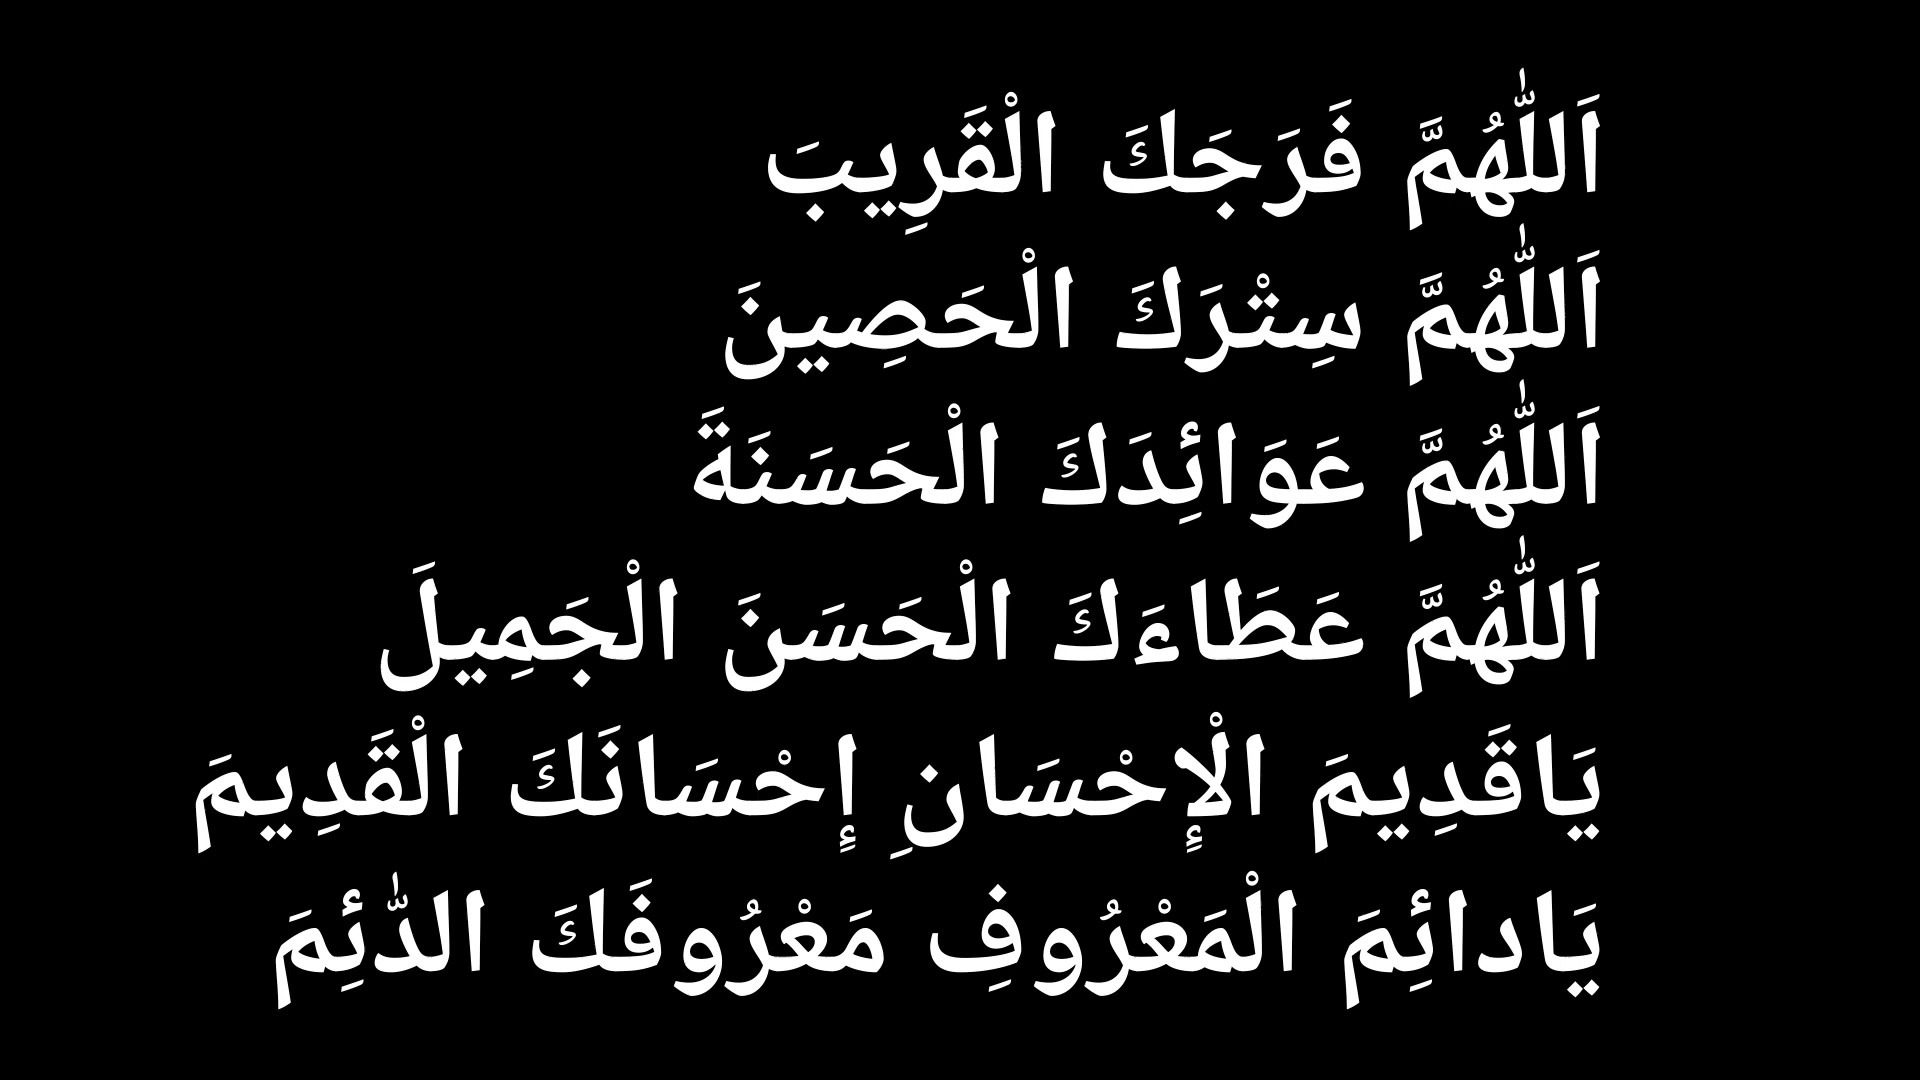 اَللّٰهُمَّ فَرَجَكَ الْقَرِيبَ
اَللّٰهُمَّ سِتْرَكَ الْحَصِينَ
اَللّٰهُمَّ عَوَائِدَكَ الْحَسَنَةَ
اَللّٰهُمَّ عَطَاءَكَ الْحَسَنَ الْجَمِيلَ
يَاقَدِيمَ الْإِحْسَانِ إِحْسَانَكَ الْقَدِيمَ
يَادائِمَ الْمَعْرُوفِ مَعْرُوفَكَ الدّٰئِمَ